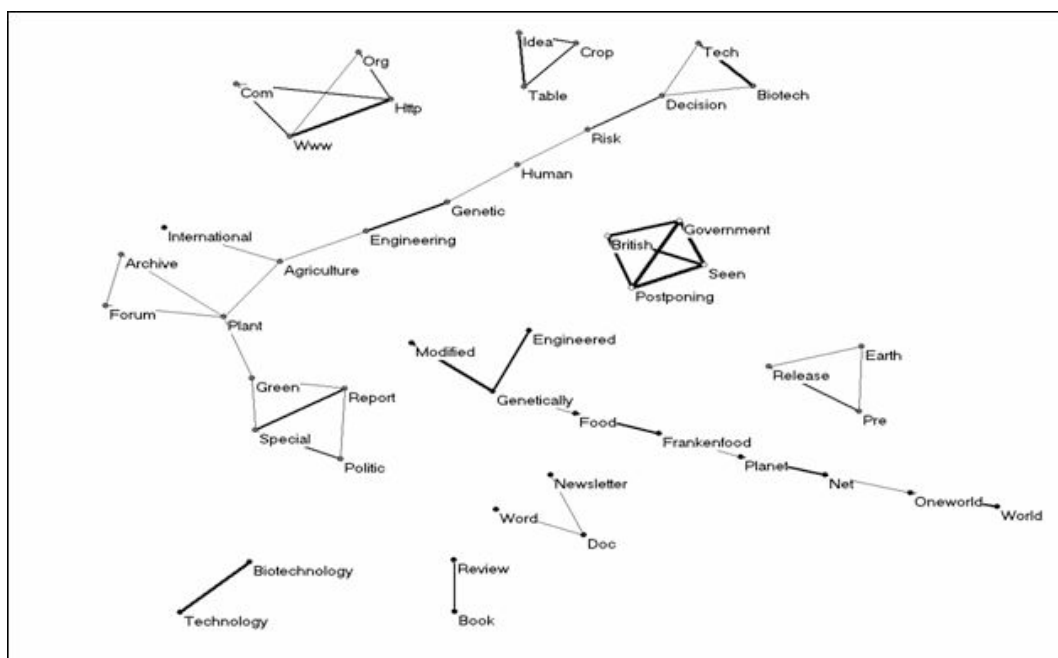 Idea
Crop
Tech
Org
Com
Http
Table
Decision
Biotech
Www
Risk
Human
Genetic
International
Engineering
Government
British
Archive
Agriculture
Seen
Postponing
Forum
Plant
Engineered
Modified
Earth
Release
Green
Report
Genetically
Food
Pre
Special
Frankenfood
Politic
Planet
Net
Newsletter
Oneworld
World
Word
Doc
Biotechnology
Review
Technology
Book